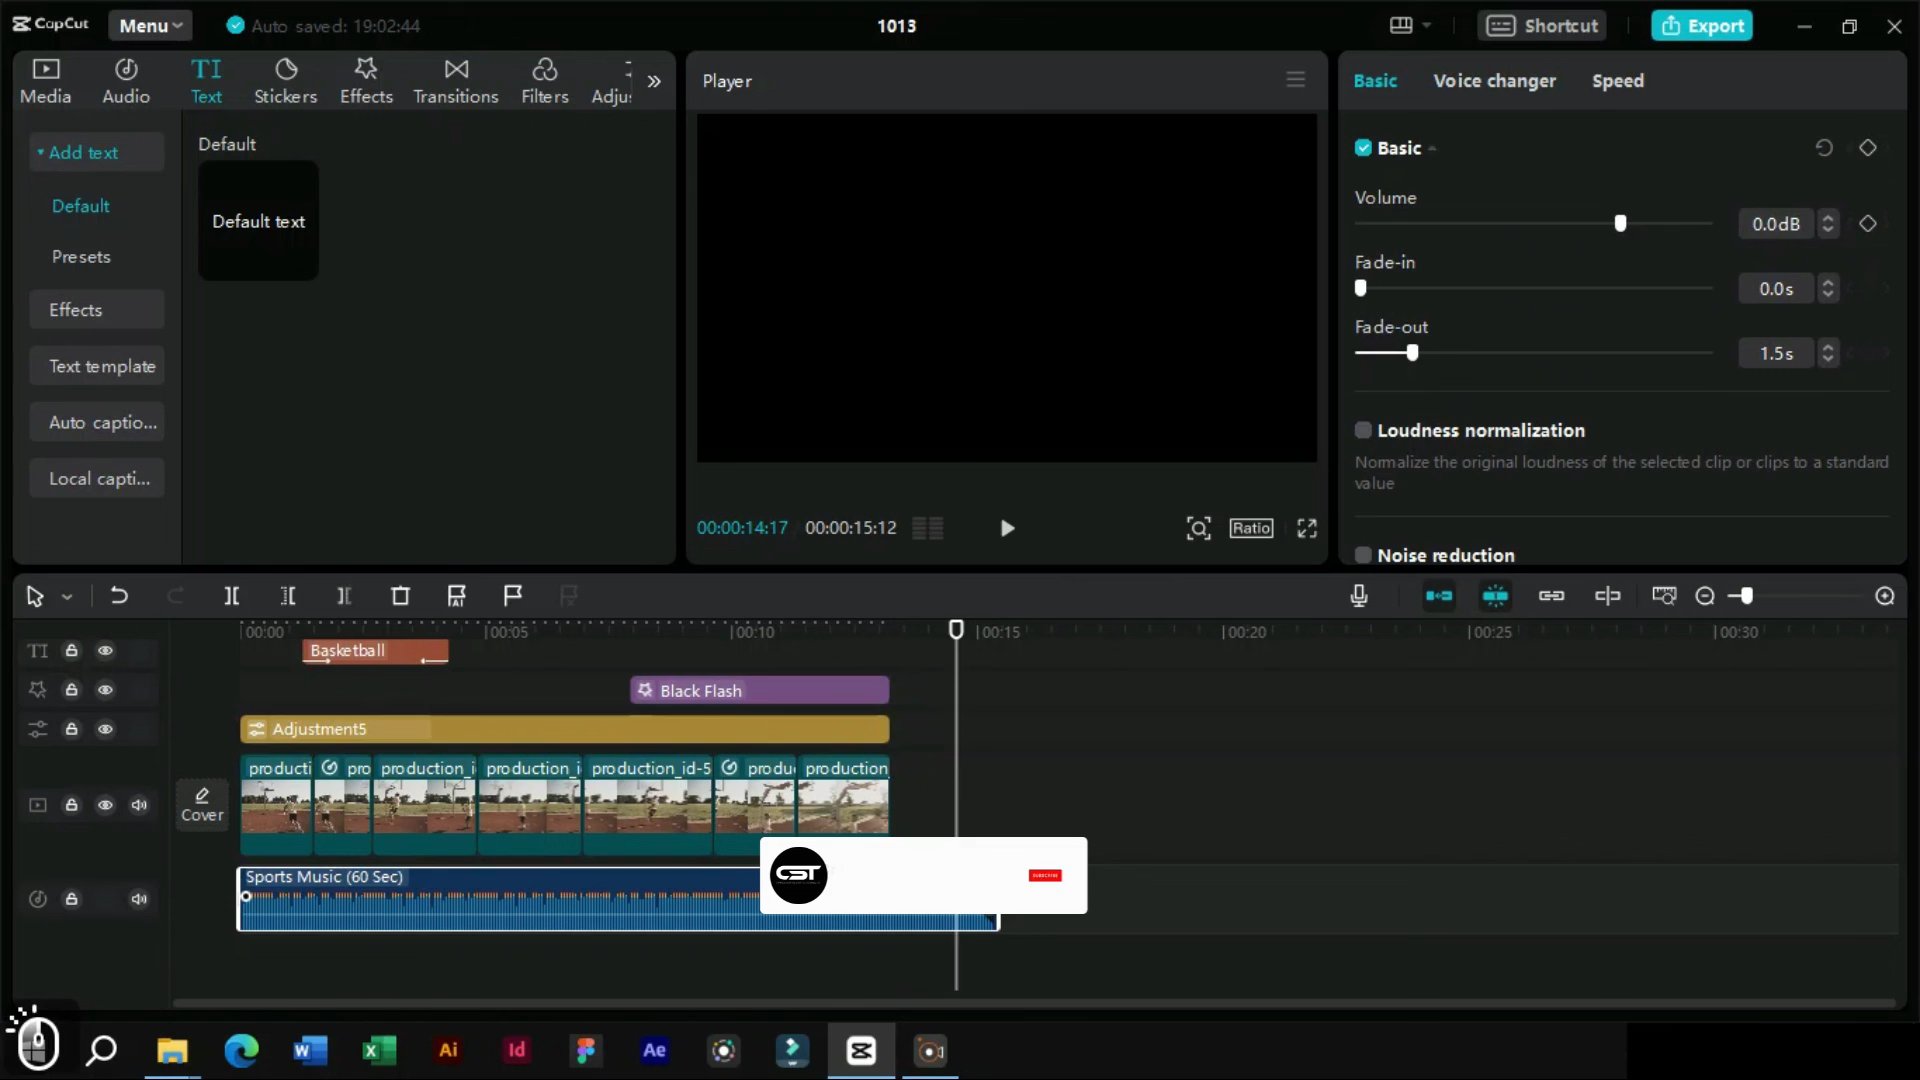 CapCut
Menu
Auto saved: 19:02:44
1013
Shortcut
Export
Media
Audio
TI
Text
Stickers
Effects
Transitions
Filters
Adju
Player
Basic
Voice changer
Speed
Add text
Default
Presets
Effects
Text template
Auto captio...
Local capti...
Default
Default text
Basic
Volume
0.0dB
Fade-in
0.0s
Fade-out
1.5s
Loudness normalization
Normalize the original loudness of the selected clip or clips to a standard
value
Noise reduction
00:00:14:17
00:00:15:12
Ratio
AI
00:00
00:05
00:10
00:15
00:20
00:25
00:30
TI
Basketball
Black Flash
Adjustment5
Cover
producti
pro
production_i
production_i
production_id-5
produ
production
Sports Music (60 Sec)
CST
SUBSCRIBE
W
X
Ai
Id
Ae